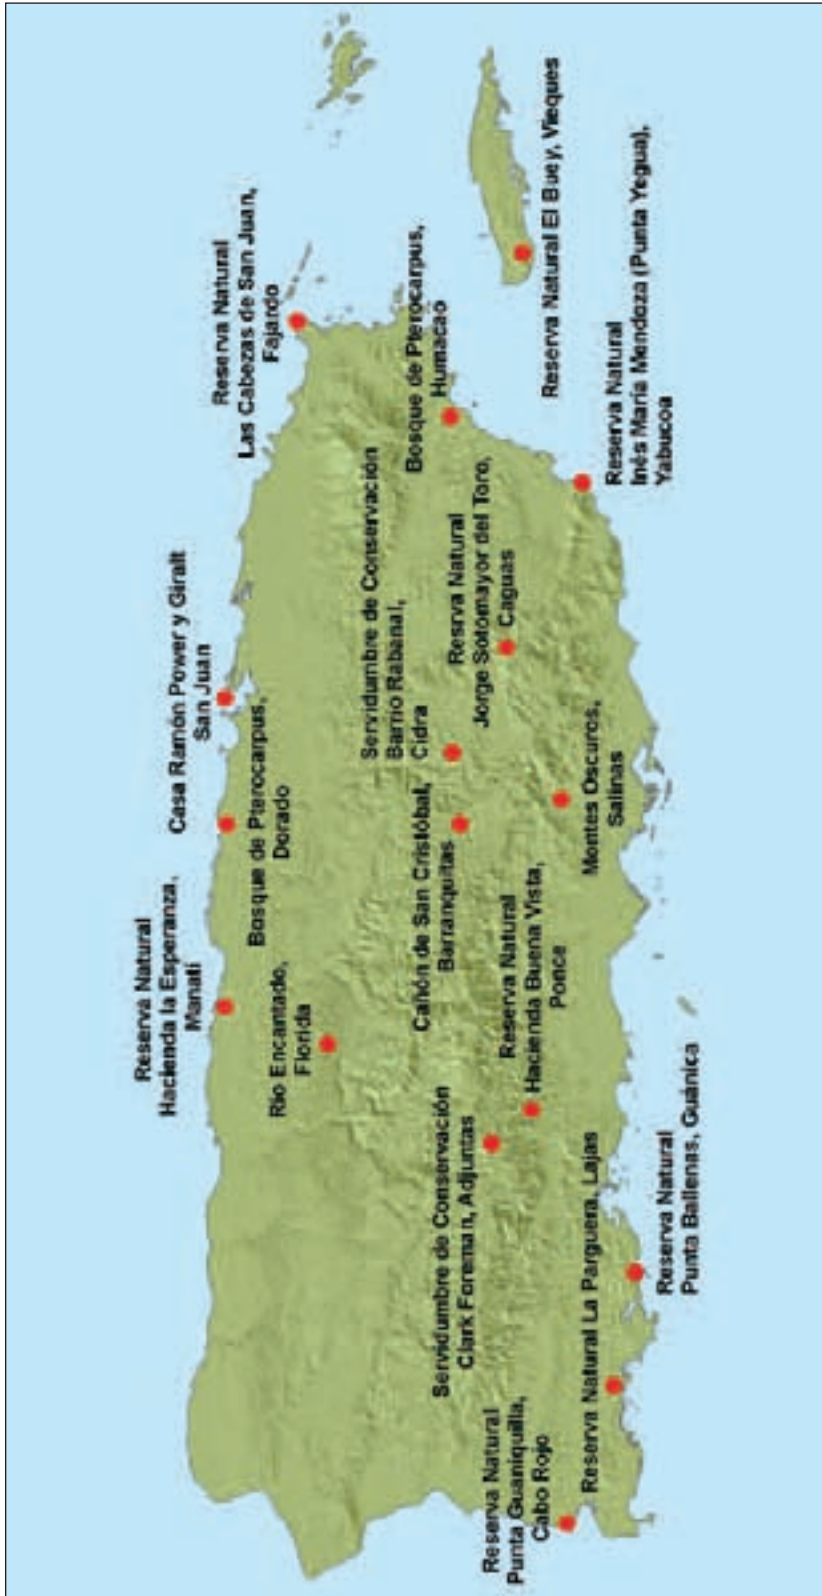 Reserva Natural
Hacienda la Esperanza,
Manatí
Casa Ramón Power y Giralt
San Juan
Reserva Natural
Las Cabezas de San Juan,
Fajardo
Bosque de Pterocarpus,
Dorado
Río Encantado,
Florida
Servidumbre de Conservación
Barrio Rabanal,
Cidra
Bosque de Pterocarpus,
Humacao
Cañón de San Cristóbal,
Barranquitas
Resrva Natural
Jorge Sotomayor del Toro,
Caguas
Servidumbre de Conservación
Clark Foreman, Adjuntas
Reserva Natural
Hacienda Buena Vista,
Ponce
Reserva Natural El Buey, Vieques
Reserva Natural
Punta Guaniquilla,
Cabo Rojo
Montes Oscuros,
Salinas
Reserva Natural
Inés María Mendoza (Punta Yegua),
Yabucoa
Reserva Natural La Parguera, Lajas
Reserva Natural
Punta Ballenas, Guánica